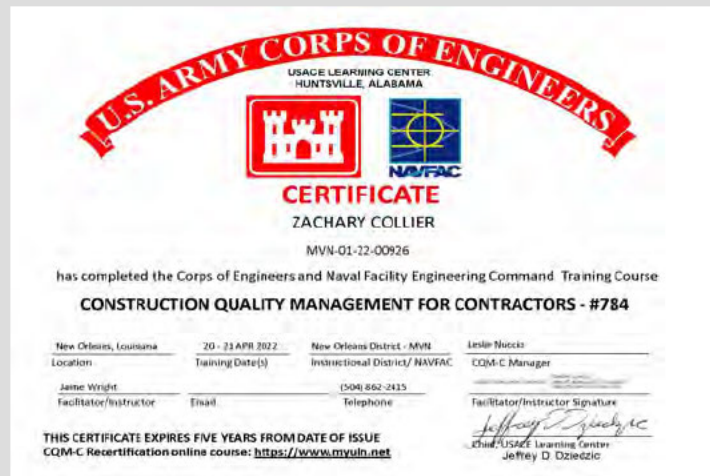 U.S. ARMY CORPS OF ENGINEERS
USACE LEARNING CENTER
HUNTSVILLE, ALABAMA
NAVFAC
CERTIFICATE
ZACHARY COLLIER
MVN-01-22-00926
has completed the Corps of Engineers and Naval Facility Engineering Command Training Course
CONSTRUCTION QUALITY MANAGEMENT FOR CONTRACTORS - #784
New Orleans, Louisiana 20 - 21 APR 2022 New Orleans District - MVN Leslie Nuccio
Location Training Date(s) Instructional District/ NAVFAC CQM-C Manager
Jaime Wright (504) 862-2415
Facilitator/Instructor Email Telephone Facilitator/Instructor Signature
Jeffrey D Dziedzic
THIS CERTIFICATE EXPIRES FIVE YEARS FROM DATE OF ISSUE Chief, USACE Learning Center
CQM-C Recertification online course: https://www.myuln.net Jeffrey D. Dziedzic